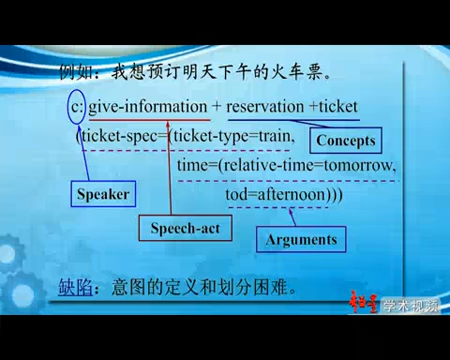 例如：我想预订明天下午的火车票。
c: give-information + reservation +ticket
(ticket-spec=(ticket-type=train,
Concepts
time=(relative-time=tomorrow,
Speaker
tod=afternoon)))
Speech-act
Arguments
缺陷：意图的定义和划分困难。
学术视频